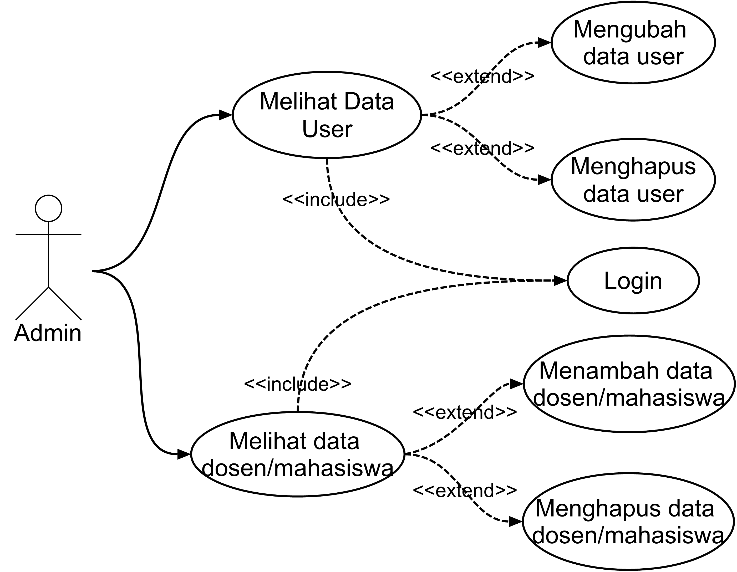 Mengubah
data user
<<extend>>
Melihat Data
User
<<extend>>
Menghapus
data user
<<include>>
Login
Admin
<<include>>
Menambah data
dosen/mahasiswa
<<extend>>
Melihat data
dosen/mahasiswa
<<extend>>
Menghapus data
dosen/mahasiswa